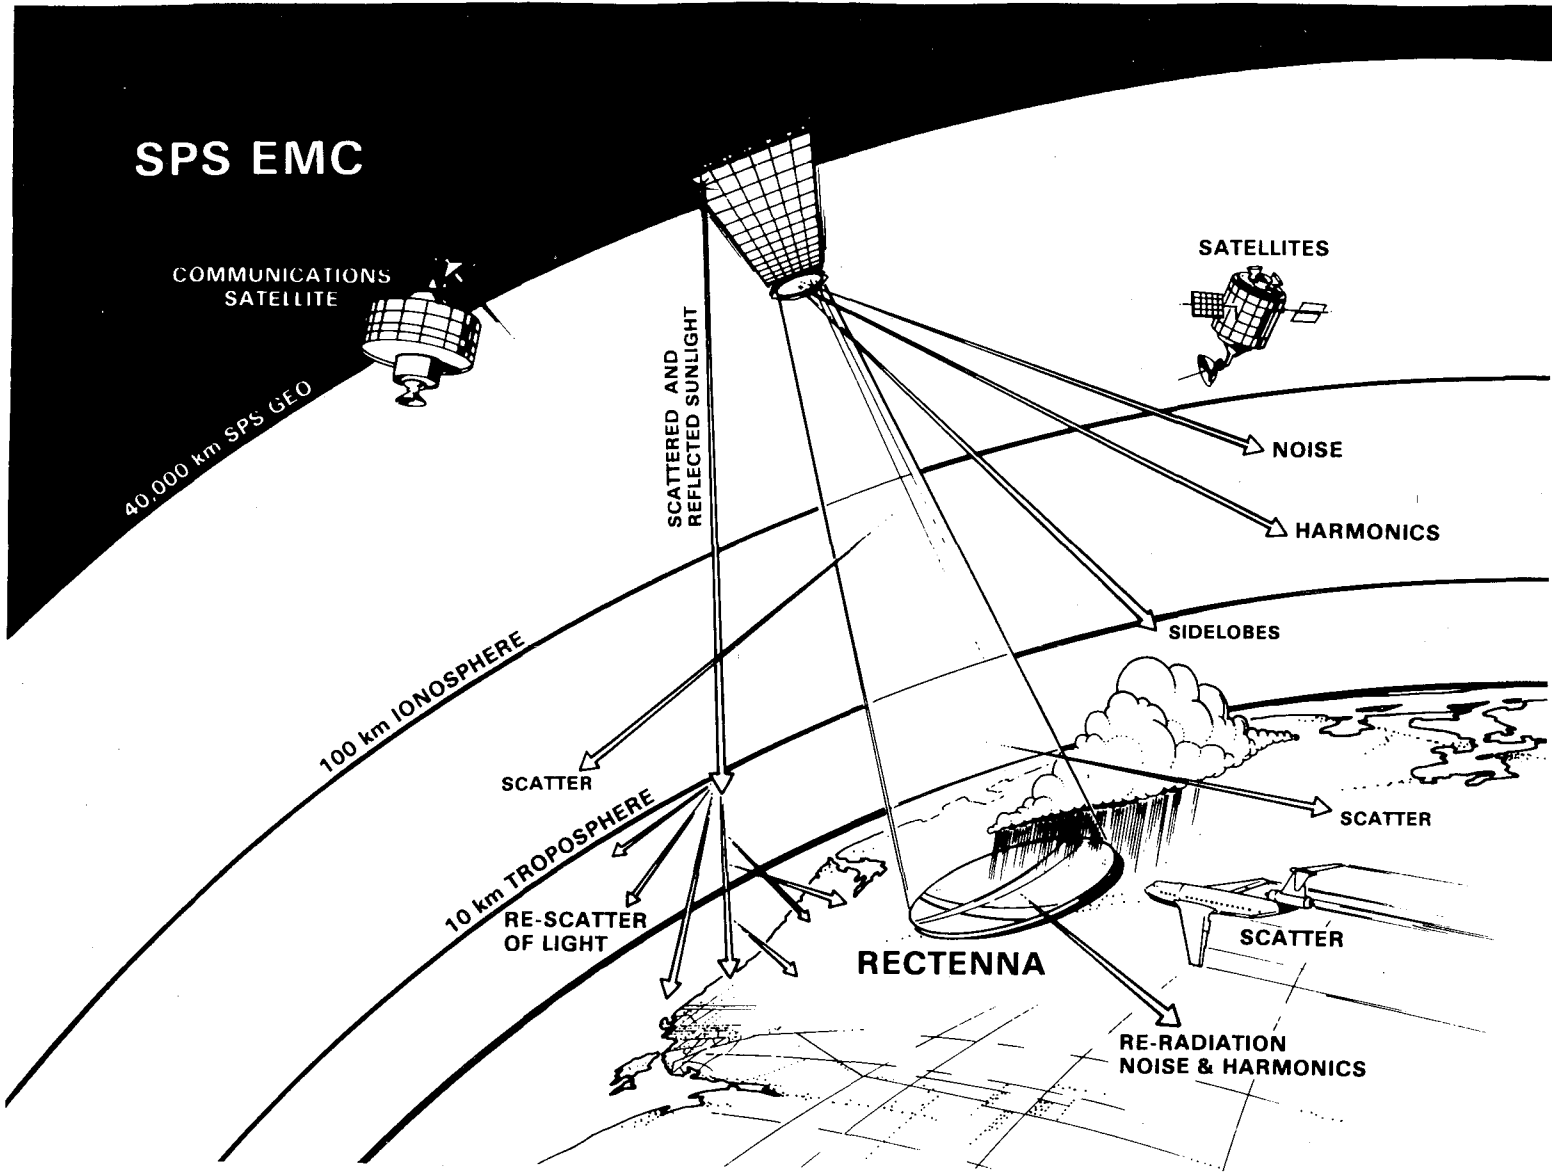 SPS EMC
COMMUNICATIONS
SATELLITE
SATELLITES
40,000 km SPS GEO
SCATTERED AND
REFLECTED SUNLIGHT
NOISE
HARMONICS
SIDELOBES
100 km IONOSPHERE
SCATTER
10 km TROPOSPHERE
SCATTER
RE-SCATTER
OF LIGHT
RECTENNA
SCATTER
RE-RADIATION
NOISE & HARMONICS